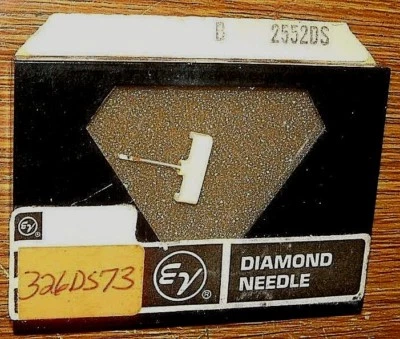 D 2552DS
EV ®
326DS73
EV ®
DIAMOND
NEEDLE